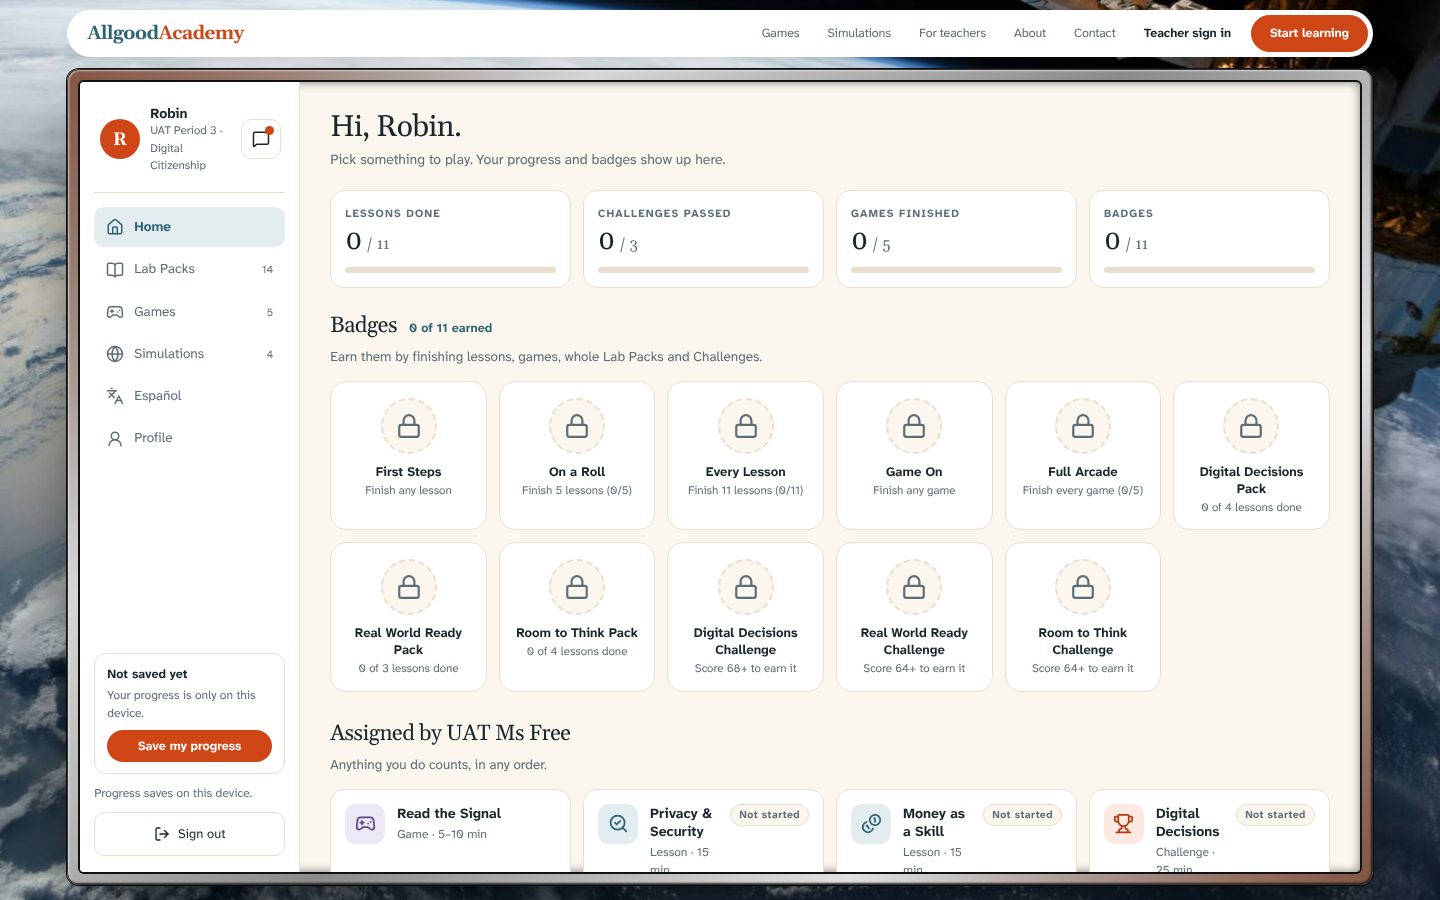 AllgoodAcademy
Games
Simulations
For teachers
About
Contact
Teacher sign in
Start learning
R
Robin
UAT Period 3 ·
Digital
Citizenship
Home
Lab Packs 14
Games 5
Simulations 4
Español
Profile
Not saved yet
Your progress is only on this
device.
Save my progress
Progress saves on this device.
Sign out
Hi, Robin.
Pick something to play. Your progress and badges show up here.
LESSONS DONE
0 / 11
CHALLENGES PASSED
0 / 3
GAMES FINISHED
0 / 5
BADGES
0 / 11
Badges 0 of 11 earned
Earn them by finishing lessons, games, whole Lab Packs and Challenges.
First Steps
Finish any lesson
On a Roll
Finish 5 lessons (0/5)
Every Lesson
Finish 11 lessons (0/11)
Game On
Finish any game
Full Arcade
Finish every game (0/5)
Digital Decisions
Pack
0 of 4 lessons done
Real World Ready
Pack
0 of 3 lessons done
Room to Think Pack
0 of 4 lessons done
Digital Decisions
Challenge
Score 68+ to earn it
Real World Ready
Challenge
Score 64+ to earn it
Room to Think
Challenge
Score 64+ to earn it
Assigned by UAT Ms Free
Anything you do counts, in any order.
Read the Signal
Game · 5–10 min
Privacy &
Security
Not started
Lesson · 15
min
Money as
a Skill
Not started
Lesson · 15
min
Digital
Decisions
Not started
Challenge ·
25 min